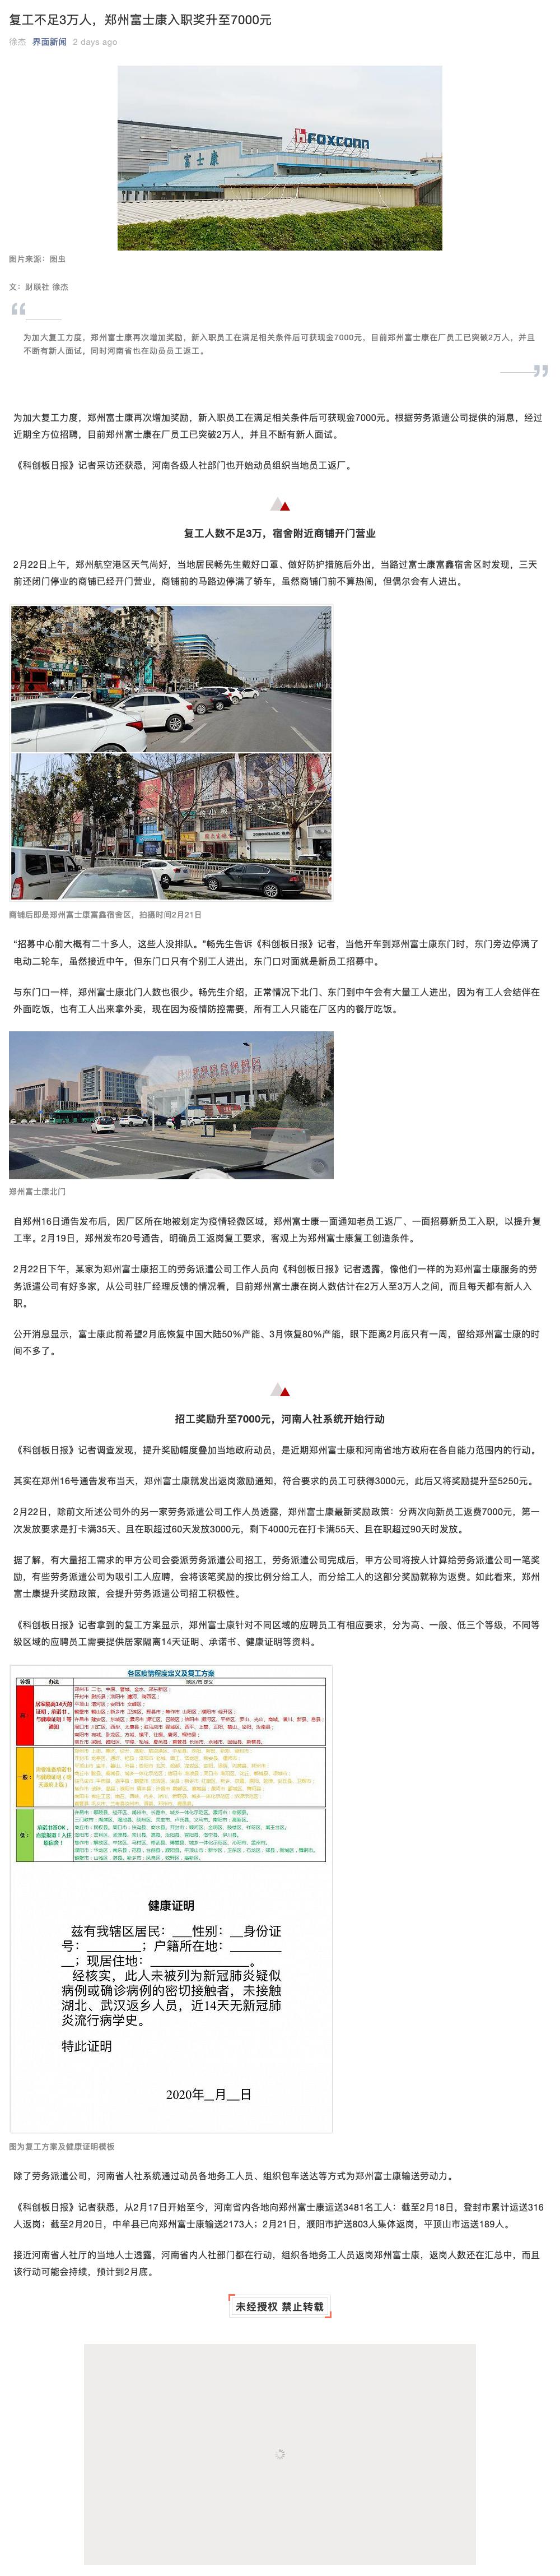 复工不足3万人，郑州富士康入职奖升至7000元
徐杰 界面新闻 2 days ago
FOXCONN
富士康
图片来源：图虫
文：财联社 徐杰
为加大复工力度，郑州富士康再次增加奖励，新入职员工在满足相关条件后可获现金7000元，目前郑州富士康在厂员工已突破2万人，并且
不断有新人面试，同时河南省也在动员员工返工。
为加大复工力度，郑州富士康再次增加奖励，新入职员工在满足相关条件后可获现金7000元。根据劳务派遣公司提供的消息，经过
近期全方位招聘，目前郑州富士康在厂员工已突破2万人，并且不断有新人面试。
《科创板日报》记者采访还获悉，河南各级人社部门也开始动员组织当地员工返厂。
复工人数不足3万，宿舍附近商铺开门营业
2月22日上午，郑州航空港区天气尚好，当地居民畅先生戴好口罩、做好防护措施后外出，当路过富士康富鑫宿舍区时发现，三天
前还闭门停业的商铺已经开门营业，商铺前的马路边停满了轿车，虽然商铺门前不算热闹，但偶尔会有人进出。
商铺后即是郑州富士康富鑫宿舍区，拍摄时间2月21日
“招募中心前大概有二十多人，这些人没排队。”畅先生告诉《科创板日报》记者，当他开车到郑州富士康东门时，东门旁边停满了
电动二轮车，虽然接近中午，但东门口只有个别工人进出，东门口对面就是新员工招募中。
与东门口一样，郑州富士康北门人数也很少。畅先生介绍，正常情况下北门、东门到中午会有大量工人进出，因为有工人会结伴在
外面吃饭，也有工人出来拿外卖，现在因为疫情防控需要，所有工人只能在厂区内的餐厅吃饭。
郑州富士康北门
自郑州16日通告发布后，因厂区所在地被划定为疫情轻微区域，郑州富士康一面通知老员工返厂、一面招募新员工入职，以提升复
工率。2月19日，郑州发布20号通告，明确员工返岗复工要求，客观上为郑州富士康复工创造条件。
2月22日下午，某家为郑州富士康招工的劳务派遣公司工作人员向《科创板日报》记者透露，像他们一样的为郑州富士康服务的劳
务派遣公司有好多家，从公司驻厂经理反馈的情况看，目前郑州富士康在岗人数估计在2万人至3万人之间，而且每天都有新人入
职。
公开消息显示，富士康此前希望2月底恢复中国大陆50%产能、3月恢复80%产能，眼下距离2月底只有一周，留给郑州富士康的时
间不多了。
招工奖励升至7000元，河南人社系统开始行动
《科创板日报》记者调查发现，提升奖励幅度叠加当地政府动员，是近期郑州富士康和河南省地方政府在各自能力范围内的行动。
其实在郑州16号通告发布当天，郑州富士康就发出返岗激励通知，符合要求的员工可获得3000元，此后又将奖励提升至5250元。
2月22日，除前文所述公司外的另一家劳务派遣公司工作人员透露，郑州富士康最新奖励政策：分两次向新员工返费7000元，第一
次发放要求是打卡满35天、且在职超过60天发放3000元，剩下4000元在打卡满55天、且在职超过90天时发放。
据了解，有大量招工需求的甲方公司会委派劳务派遣公司招工，劳务派遣公司完成后，甲方公司将按人计算给劳务派遣公司一笔奖
励，有些劳务派遣公司为吸引工人应聘，会将该笔奖励的按比例分给工人，而分给工人的这部分奖励就称为返费。如此看来，郑州
富士康提升奖励政策，会提升劳务派遣公司招工积极性。
《科创板日报》记者拿到的复工方案显示，郑州富士康针对不同区域的应聘员工有相应要求，分为高、一般、低三个等级，不同等
级区域的应聘员工需要提供居家隔离14天证明、承诺书、健康证明等资料。
各区疫情程度定义及复工方案
等级 办法 地区/市 定义
居家隔离14天的
一般：
低：
健康证明
兹有我辖区居民：___性别：__身份证
号：________；户籍所在地：_______
__；现居住地：______________。
经核实，此人未被列为新冠肺炎疑似
病例或确诊病例的密切接触者，未接触
湖北、武汉返乡人员，近14天无新冠肺
炎流行病学史。
特此证明
2020年__月__日
图为复工方案及健康证明模板
除了劳务派遣公司，河南省人社系统通过动员各地务工人员、组织包车送达等方式为郑州富士康输送劳动力。
《科创板日报》记者获悉，从2月17日开始至今，河南省内各地向郑州富士康运送3481名工人：截至2月18日，登封市累计运送316
人返岗；截至2月20日，中牟县已向郑州富士康输送2173人；2月21日，濮阳市护送803人集体返岗，平顶山市运送189人。
接近河南省人社厅的当地人士透露，河南省内人社部门都在行动，组织各地务工人员返岗郑州富士康，返岗人数还在汇总中，而且
该行动可能会持续，预计到2月底。
未经授权 禁止转载